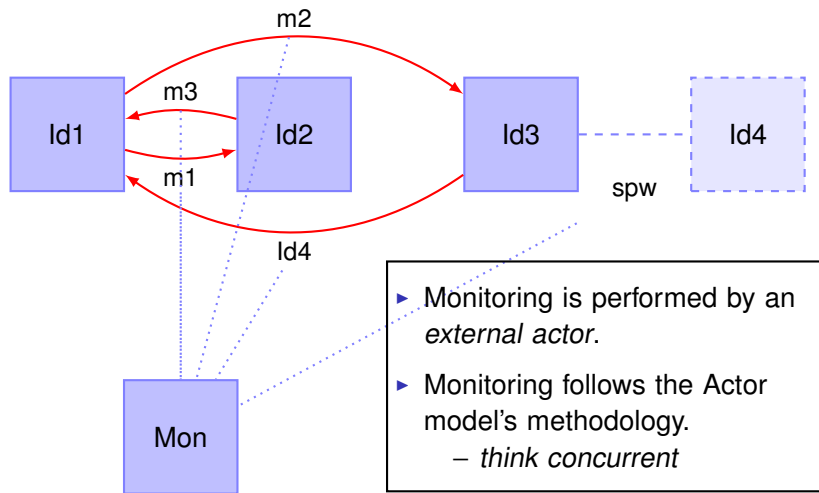 m2
m3
Id1
Id2
Id3
Id4
m1
spw
Id4
▸ Monitoring is performed by an
external actor.
▸ Monitoring follows the Actor
model's methodology.
– think concurrent
Mon